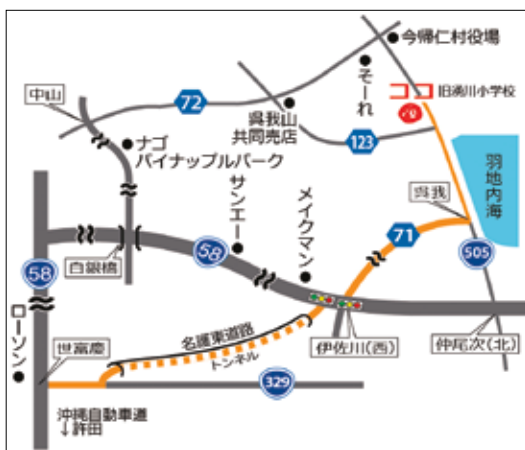 今帰仁村役場
そーれ
旧湧川小学校
中山
72
呉我山
共同売店
123
ナゴ
パイナップルパーク
羽地内海
サンエー
メイクマン
呉我
71
505
58
58
白銀橋
ローソン
世冨慶
名護東道路
トンネル
伊佐川(西)
仲尾次(北)
329
沖縄自動車道
↓許田